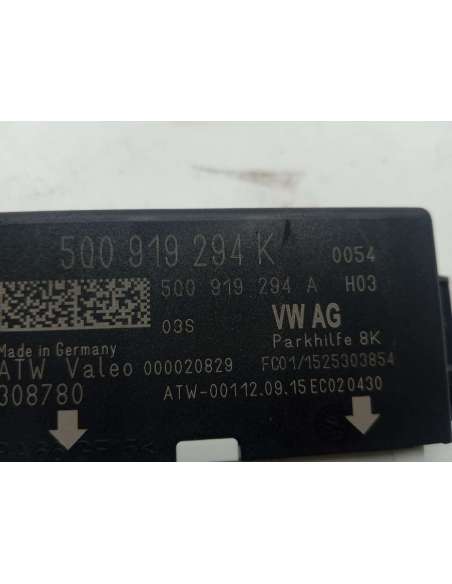 5Q0 919 294 K 0054
5Q0 919 294 A H03
03S VW AG
Parkhilfe 8K
Made in Germany
ATW Valeo 000020829 FC01/1525303854
308780 ATW-00112.09.15EC020430